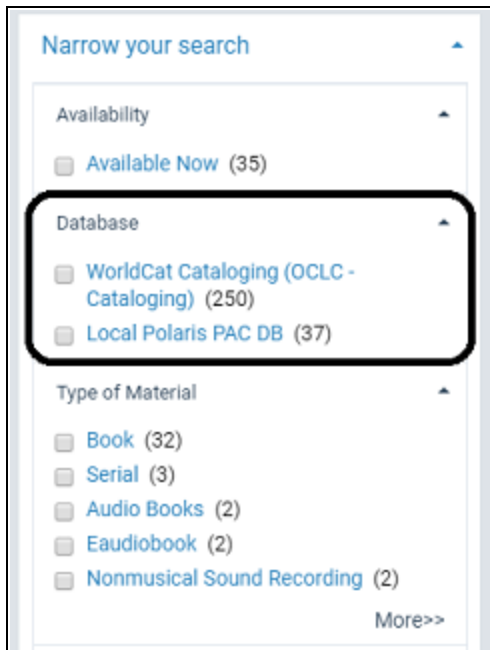 Narrow your search
Availability
Available Now (35)
Database
WorldCat Cataloging (OCLC -
Cataloging) (250)
Local Polaris PAC DB (37)
Type of Material
Book (32)
Serial (3)
Audio Books (2)
Eaudiobook (2)
Nonmusical Sound Recording (2)
More>>